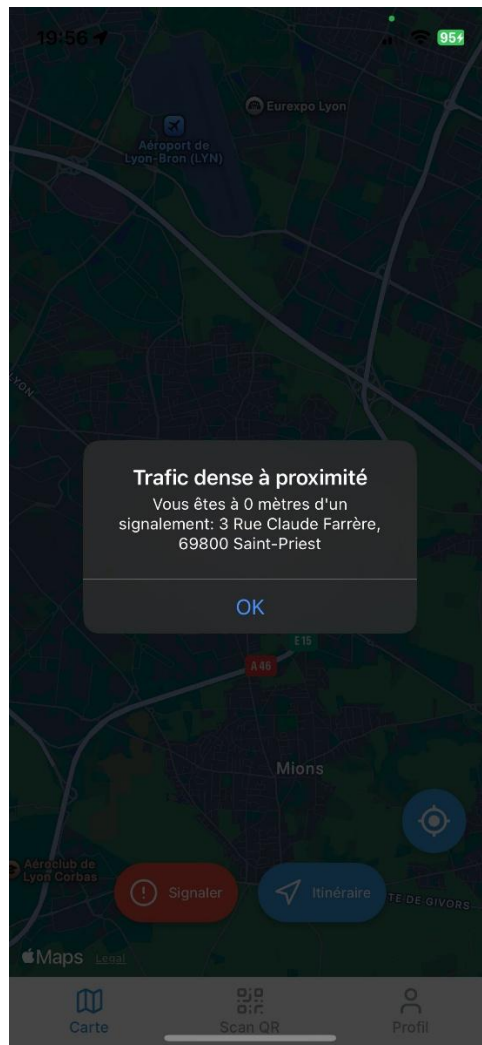 19:56
95
Eurexpo Lyon
Aéroport de
Lyon-Bron (LYN)
LYON
Trafic dense à proximité
Vous êtes à 0 mètres d'un
signalement: 3 Rue Claude Farrère,
69800 Saint-Priest
OK
E15
A46
Mions
Aéroclub de
Lyon Corbas
Signaler
Itinéraire
TE DE GIVORS
Maps Legal
Carte
Scan QR
Profil